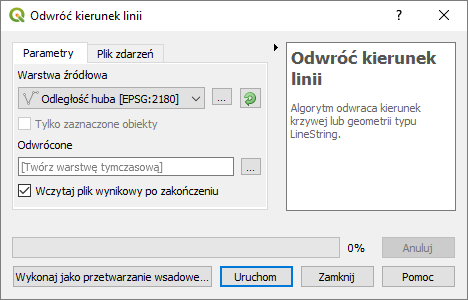 Odwróć kierunek linii
?
Parametry
Plik zdarzeń
Warstwa źródłowa
Odległość huba [EPSG:2180]
...
Tylko zaznaczone obiekty
Odwrócone
[Twórz warstwę tymczasową]
...
Wczytaj plik wynikowy po zakończeniu
Odwróć kierunek
linii
Algorytm odwraca kierunek
krzywej lub geometrii typu
LineString.
0%
Anuluj
Wykonaj jako przetwarzanie wsadowe...
Uruchom
Zamknij
Pomoc